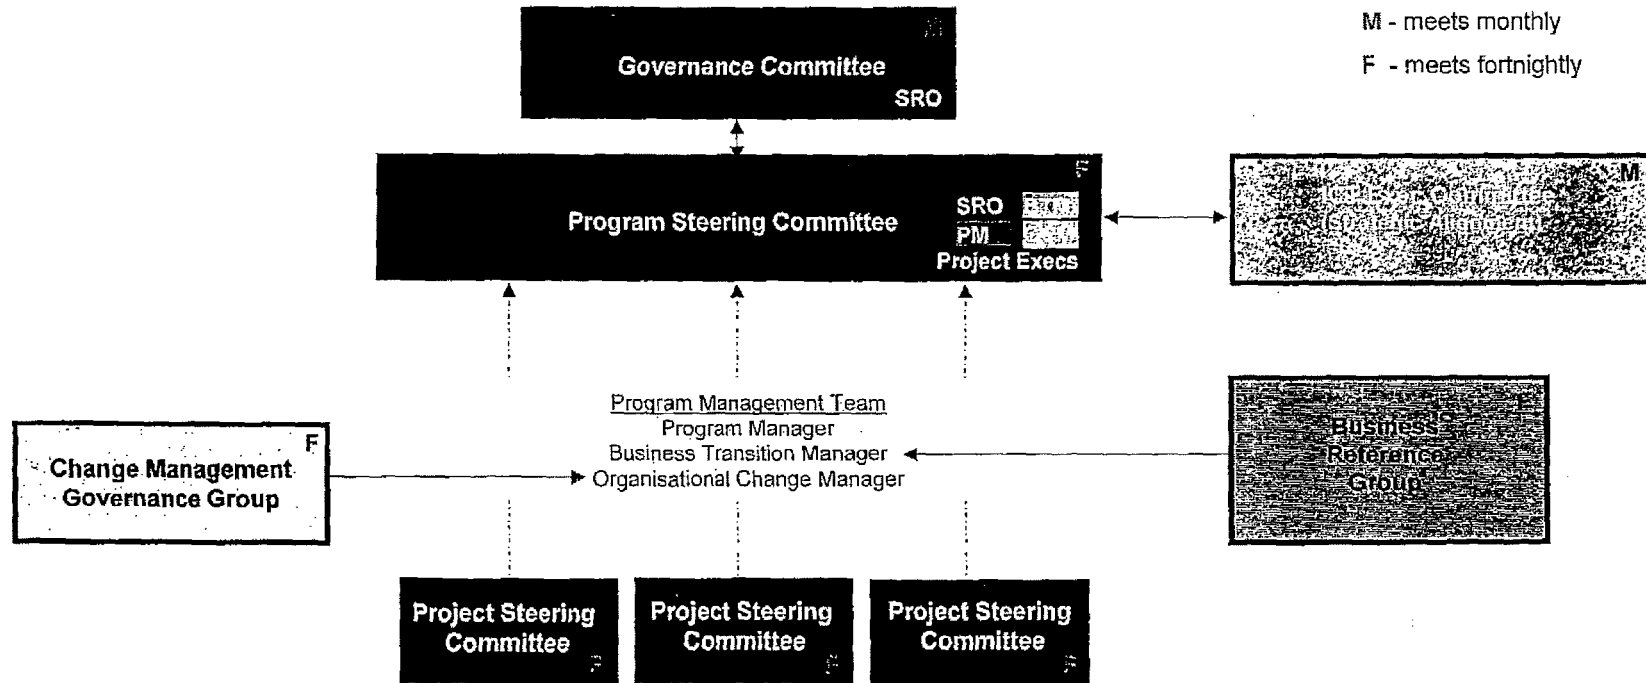 M - meets monthly
F - meets fortnightly
Governance Committee
SRO
Program Steering Committee
SRO
PM
Project Execs
M
Program Management Team
Program Manager
Business Transition Manager
Organisational Change Manager
F
Change Management
Governance Group
F
Business
Reference
Group
Project Steering
Committee
Project Steering
Committee
Project Steering
Committee